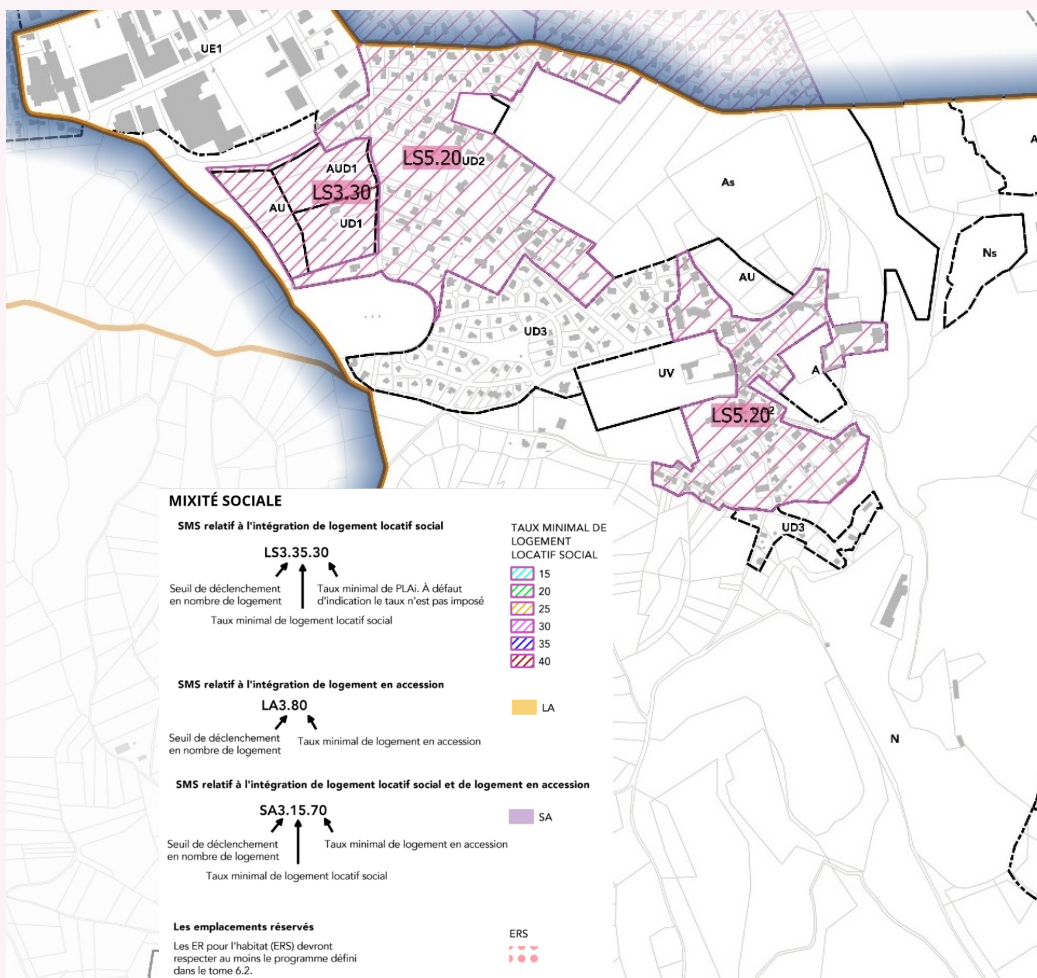 UE1
LS5.20
UD2
AUD1
LS3.30
AU
UD1
As
A
Ns
AU
UD3
UV
A
LS5.20
UD3
N
MIXITÉ SOCIALE
SMS relatif à l'intégration de logement locatif social
LS3.35.30
Seuil de déclenchement
en nombre de logement
Taux minimal de PLAi. À défaut
d'indication le taux n'est pas imposé
Taux minimal de logement locatif social
TAUX MINIMAL DE
LOGEMENT
LOCATIF SOCIAL
15
20
25
30
35
40
SMS relatif à l'intégration de logement en accession
LA3.80
Seuil de déclenchement
en nombre de logement
Taux minimal de logement en accession
LA
SMS relatif à l'intégration de logement locatif social et de logement en accession
SA3.15.70
Seuil de déclenchement
en nombre de logement
Taux minimal de logement en accession
Taux minimal de logement locatif social
SA
Les emplacements réservés
Les ER pour l'habitat (ERS) devront
respecter au moins le programme défini
dans le tome 6.2.
ERS